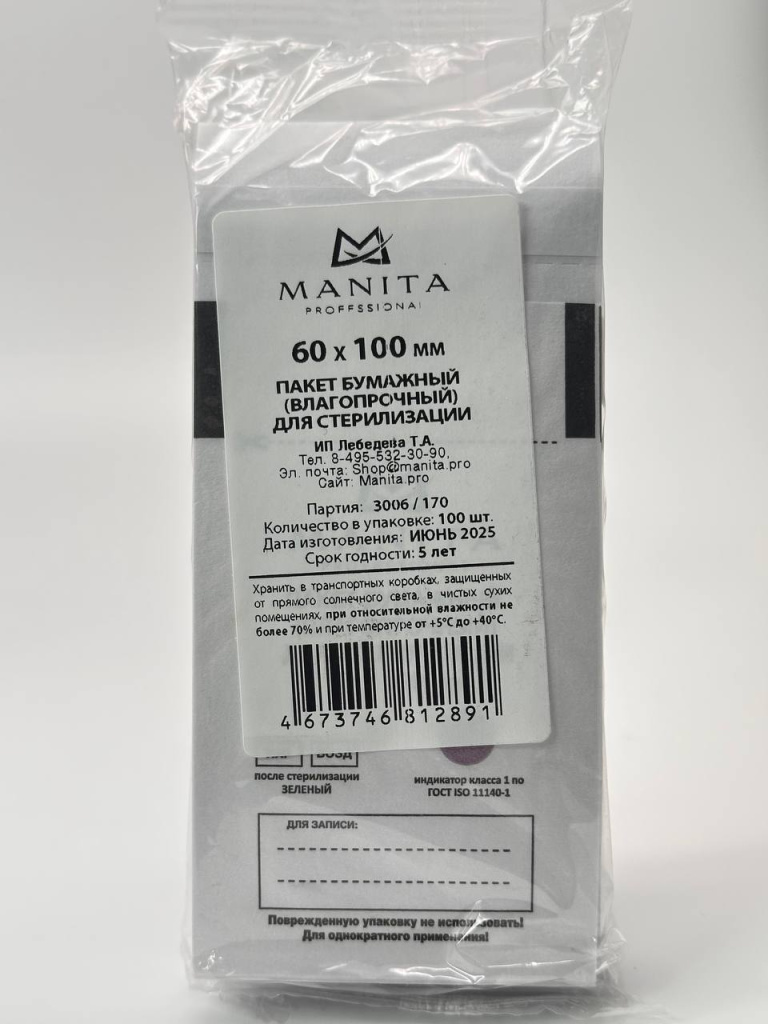 MANITA
PROFFSSIONAL
60 х 100 мм
ПАКЕТ БУМАЖНЫЙ
(ВЛАГОПРОЧНЫЙ)
ДЛЯ СТЕРИЛИЗАЦИИ
ИП Лебедева Т.А.
Тел. 8-495-532-30-90,
Эл. почта: Shop@manita.pro
Сайт: Manita.pro
Партия: 3006 / 170
Количество в упаковке: 100 шт.
Дата изготовления: ИЮНЬ 2025
Срок годности: 5 лет
Хранить в транспортных коробках, защищенных
от прямого солнечного света, в чистых сухих
помещениях, при относительной влажности не
более 70% и при температуре от +5°С до +40°С.
4 673746 812891
после стерилизации
ЗЕЛЕНЫЙ
индикатор класса 1 по
ГОСТ ISO 11140-1
ДЛЯ ЗАПИСИ:
Поврежденную упаковку не использовать!
Для однократного применения!